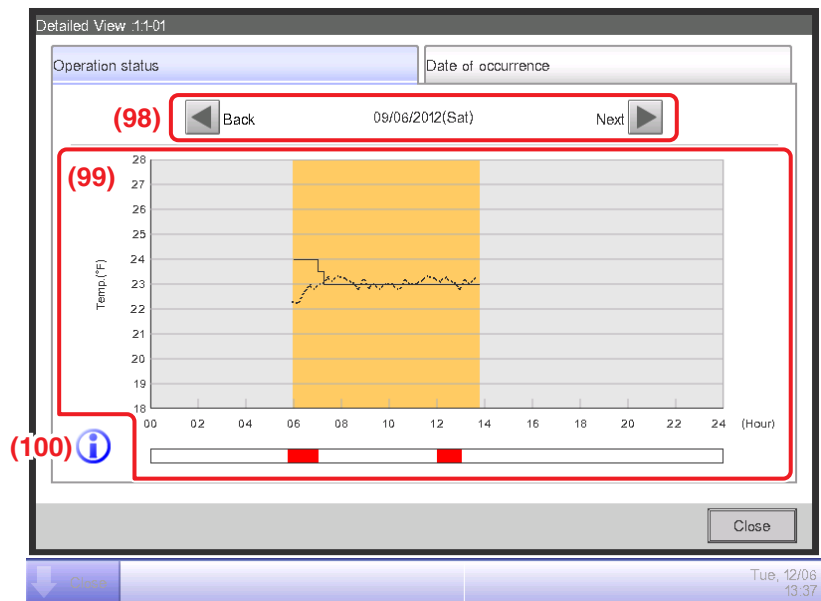 Detailed View :1:1-01
Operation status
Date of occurrence
(98)
Back
09/06/2012(Sat)
Next
(99)
28
27
26
25
24
23
22
21
20
19
18
Temp.(°F)
00 02 04 06 08 10 12 14 16 18 20 22 24 (Hour)
(100)
Close
Close
Tue, 12/06
13:37